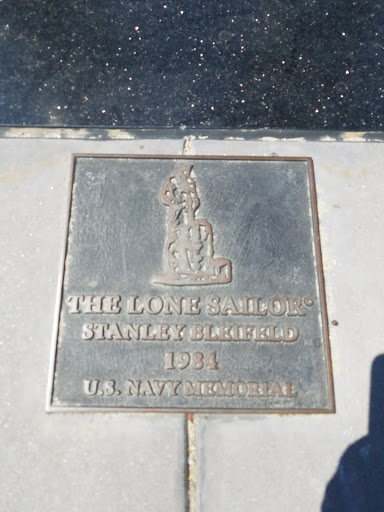 THE LONE SAILOR©
STANLEY BLEIFELD
1984
U.S. NAVY MEMORIAL